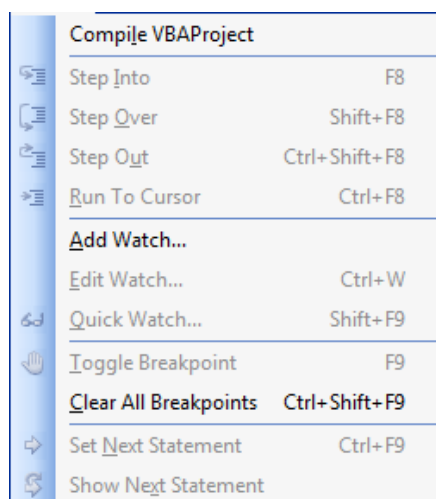 Compile VBAProject
Step Into F8
Step Over Shift+F8
Step Out Ctrl+Shift+F8
Run To Cursor Ctrl+F8
Add Watch...
Edit Watch... Ctrl+W
Quick Watch... Shift+F9
Toggle Breakpoint F9
Clear All Breakpoints Ctrl+Shift+F9
Set Next Statement Ctrl+F9
Show Next Statement